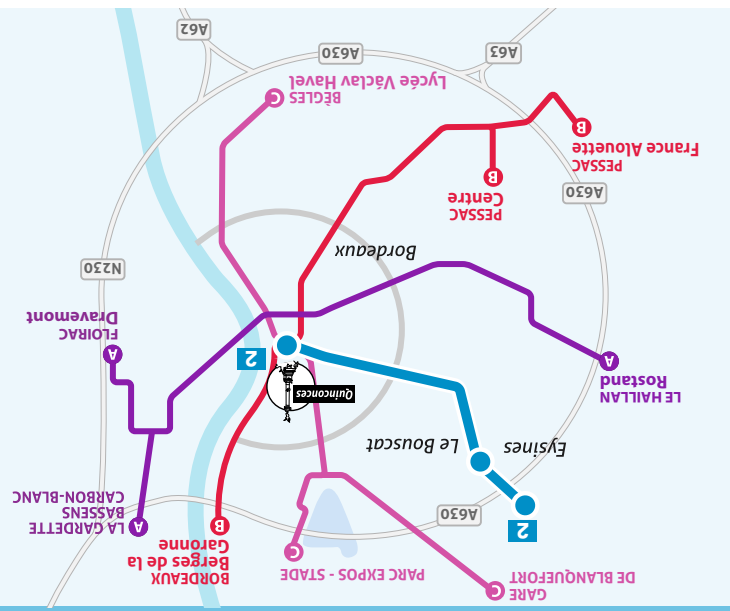 GARE
DE BLANQUEFORT
C
PARC EXPOS - STADE
C
BORDEAUX
Berges de la
Garonne
B
LA GARDETTE
BASSENS
CARBON-BLANC
A
A630
2
Eysines
Le Bouscat
LE HAILLAN
Rostand
A
Quinconces
2
FLOIRAC
Dravemont
A
N230
Bordeaux
PESSAC
Centre
B
A630
PESSAC
France Alouette
B
BÈGLES
Lycée Václav Havel
C
A63
A630
A62